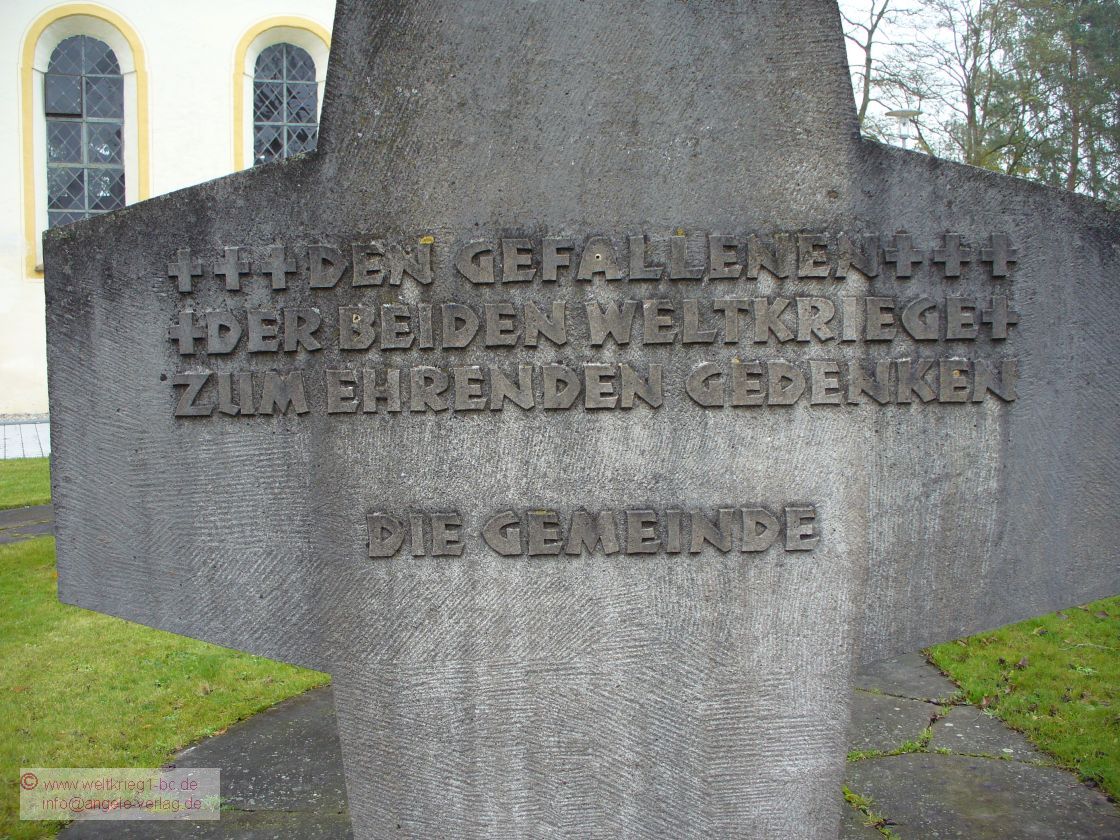 +++ DEN GEFALLENEN +++
+ DER BEIDEN WELTKRIEGE +
ZUM EHRENDEN GEDENKEN
DIE GEMEINDE
© www.weltkrieg1-bc.de
info@angele-verlag.de